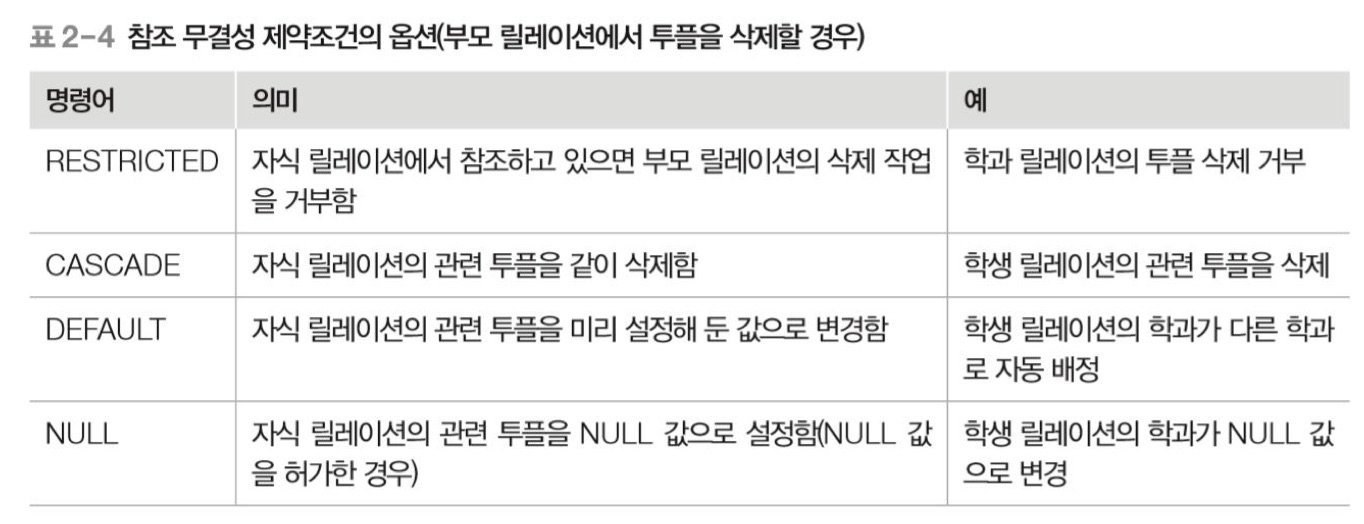 표 2-4 참조 무결성 제약조건의 옵션(부모 릴레이션에서 투플을 삭제할 경우)
명령어 의미 예
RESTRICTED 자식 릴레이션에서 참조하고 있으면 부모 릴레이션의 삭제 작업 학과 릴레이션의 투플 삭제 거부
을 거부함
CASCADE 자식 릴레이션의 관련 투플을 같이 삭제함 학생 릴레이션의 관련 투플을 삭제
DEFAULT 자식 릴레이션의 관련 투플을 미리 설정해 둔 값으로 변경함 학생 릴레이션의 학과가 다른 학과
로 자동 배정
NULL 자식 릴레이션의 관련 투플을 NULL 값으로 설정함(NULL 값 학생 릴레이션의 학과가 NULL 값
을 허가한 경우) 으로 변경